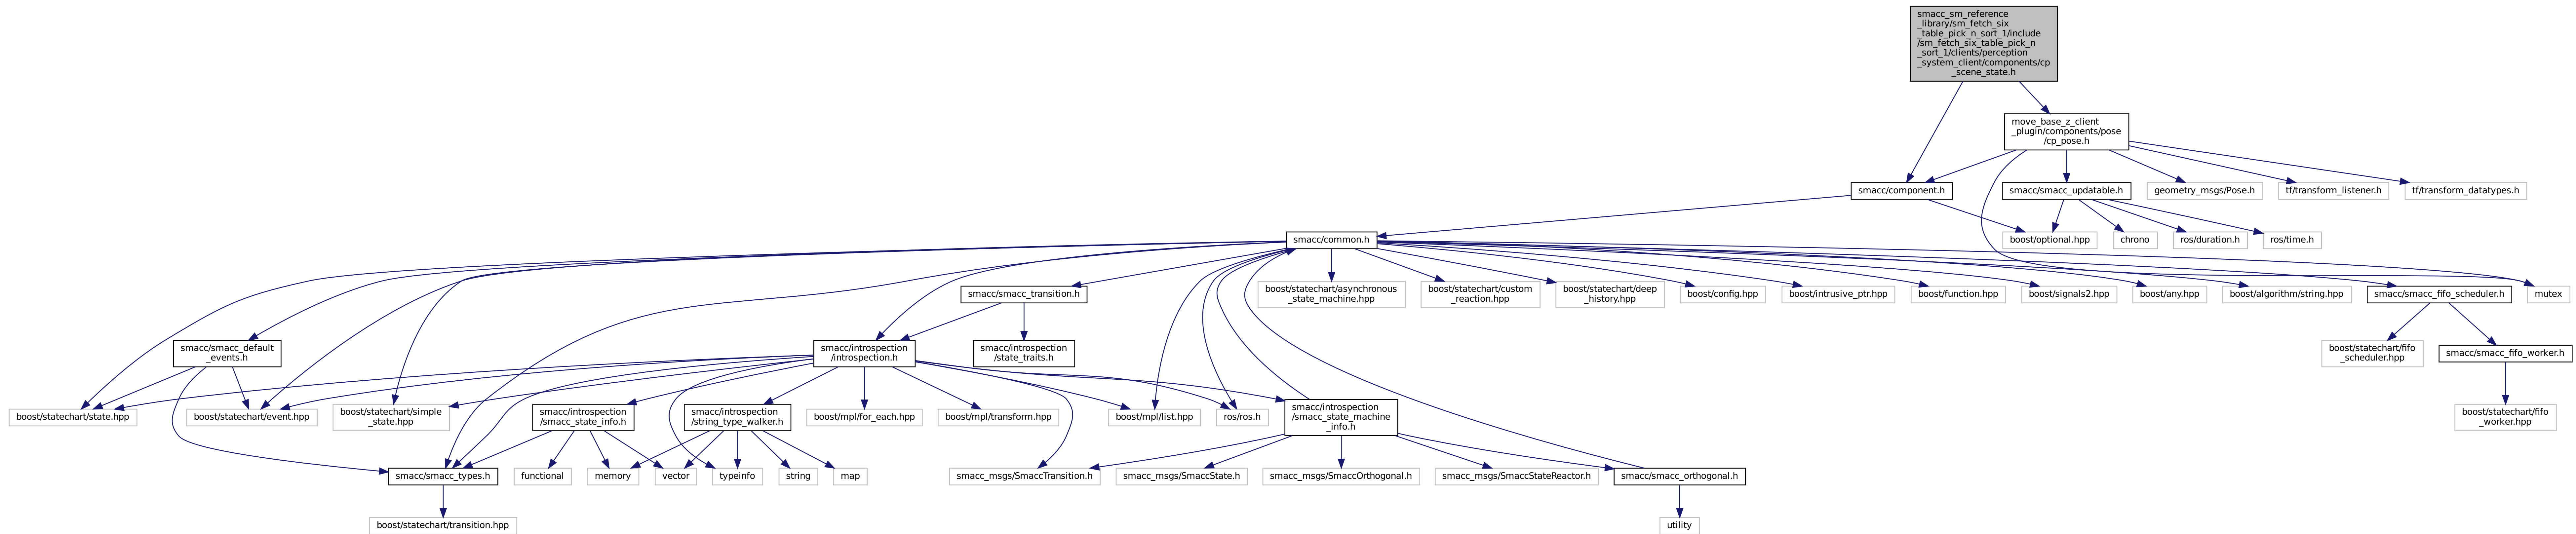 smacc_sm_reference
_library/sm_fetch_six
_table_pick_n_sort_1/include
/sm_fetch_six_table_pick_n
_sort_1/clients/perception
_system_client/components/cp
_scene_state.h
move_base_z_client
_plugin/components/pose
/cp_pose.h
smacc/component.h
smacc/smacc_updatable.h
geometry_msgs/Pose.h
tf/transform_listener.h
tf/transform_datatypes.h
smacc/common.h
boost/optional.hpp
chrono
ros/duration.h
ros/time.h
smacc/smacc_transition.h
boost/statechart/asynchronous
_state_machine.hpp
boost/statechart/custom
_reaction.hpp
boost/statechart/deep
_history.hpp
boost/config.hpp
boost/intrusive_ptr.hpp
boost/function.hpp
boost/signals2.hpp
boost/any.hpp
boost/algorithm/string.hpp
smacc/smacc_fifo_scheduler.h
mutex
smacc/smacc_default
_events.h
smacc/introspection
/introspection.h
smacc/introspection
/state_traits.h
boost/statechart/fifo
_scheduler.hpp
smacc/smacc_fifo_worker.h
boost/statechart/state.hpp
boost/statechart/event.hpp
boost/statechart/simple
_state.hpp
smacc/introspection
/smacc_state_info.h
smacc/introspection
/string_type_walker.h
boost/mpl/for_each.hpp
boost/mpl/transform.hpp
boost/mpl/list.hpp
ros/ros.h
smacc/introspection
/smacc_state_machine
_info.h
boost/statechart/fifo
_worker.hpp
smacc/smacc_types.h
functional
memory
vector
typeinfo
string
map
smacc_msgs/SmaccTransition.h
smacc_msgs/SmaccState.h
smacc_msgs/SmaccOrthogonal.h
smacc_msgs/SmaccStateReactor.h
smacc/smacc_orthogonal.h
boost/statechart/transition.hpp
utility